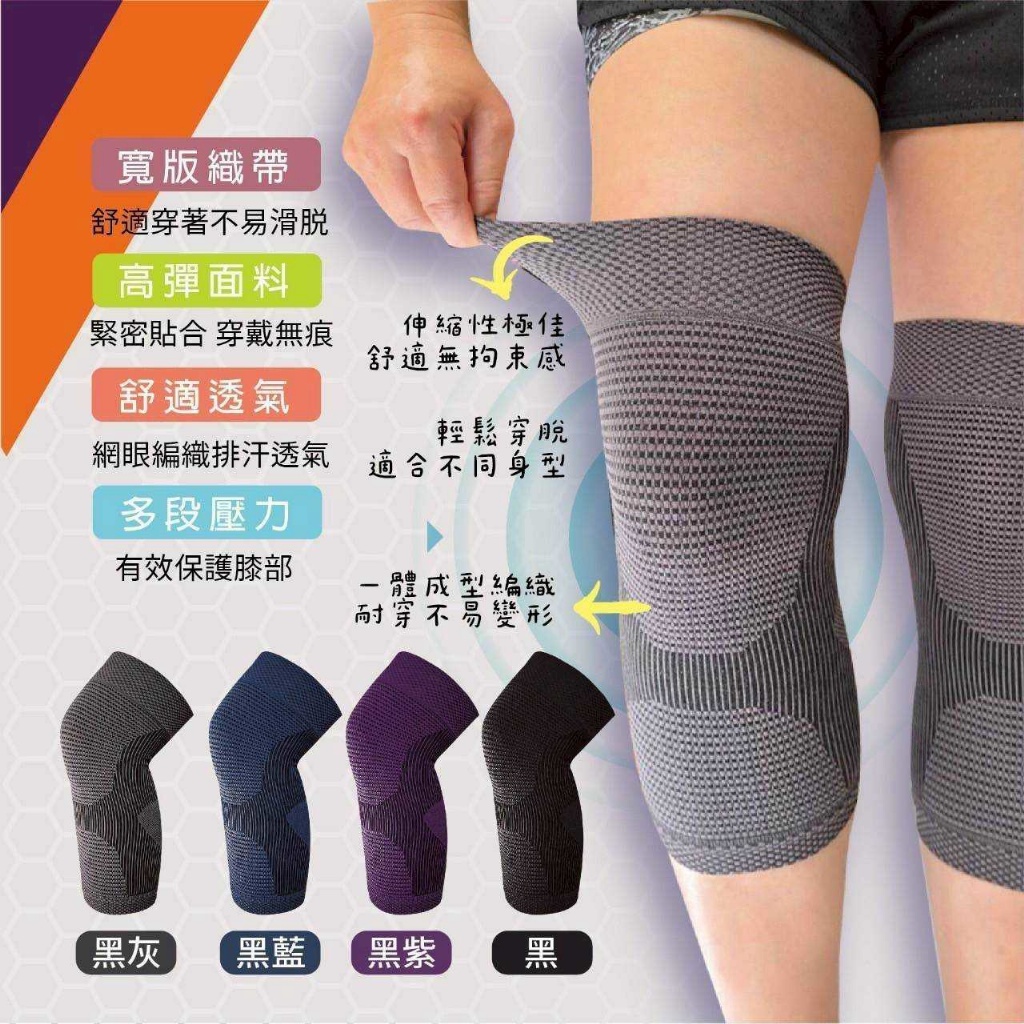 寬版織帶
舒適穿著不易滑脫
高彈面料
緊密貼合 穿戴無痕
舒適透氣
網眼編織排汗透氣
多段壓力
有效保護膝部
伸縮性極佳
舒適無拘束感
輕鬆穿脫
適合不同身型
一體成型編織
耐穿不易變形
黑灰
黑藍
黑紫
黑